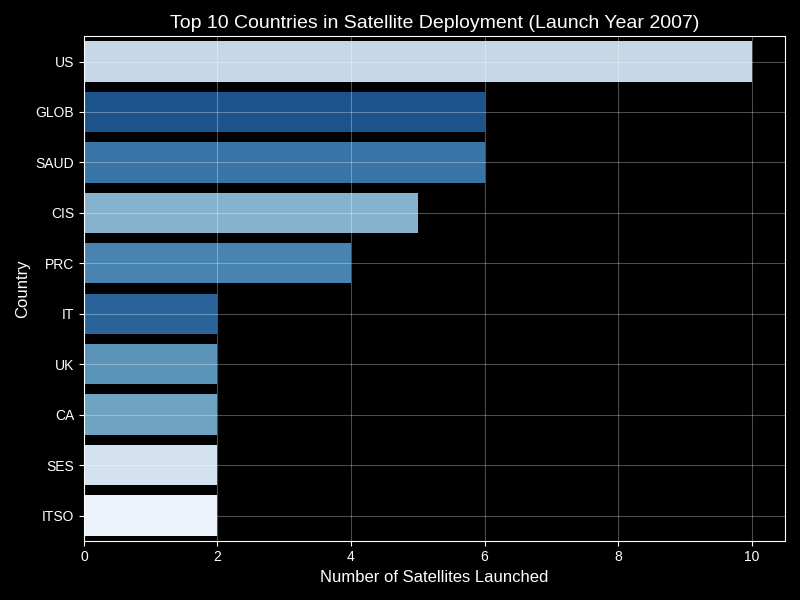 Top 10 Countries in Satellite Deployment (Launch Year 2007)
Country
US
GLOB
SAUD
CIS
PRC
IT
UK
CA
SES
ITSO
0 2 4 6 8 10
Number of Satellites Launched